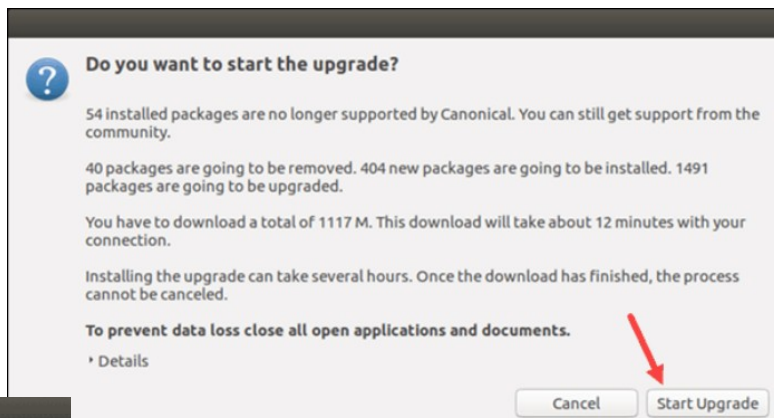 Do you want to start the upgrade?
54 installed packages are no longer supported by Canonical. You can still get support from the
community.
40 packages are going to be removed. 404 new packages are going to be installed. 1491
packages are going to be upgraded.
You have to download a total of 1117 M. This download will take about 12 minutes with your
connection.
Installing the upgrade can take several hours. Once the download has finished, the process
cannot be canceled.
To prevent data loss close all open applications and documents.
Details
Cancel
Start Upgrade